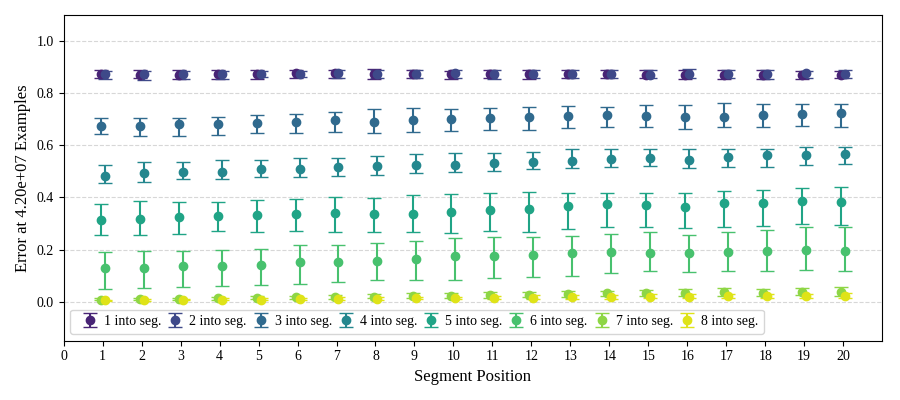 Error at 4.20e+07 Examples
1.0
0.8
0.6
0.4
0.2
0.0
1 into seg. 2 into seg. 3 into seg. 4 into seg. 5 into seg. 6 into seg. 7 into seg. 8 into seg.
0 1 2 3 4 5 6 7 8 9 10 11 12 13 14 15 16 17 18 19 20
Segment Position